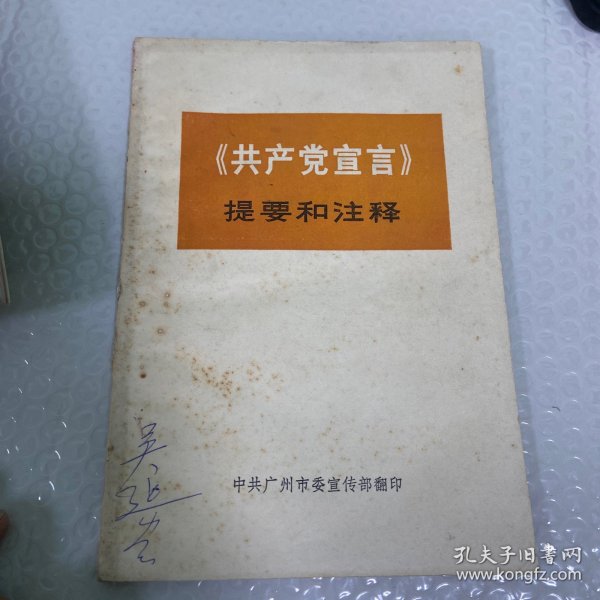 《共产党宣言》
提要和注释
吴
中共广州市委宣传部翻印
孔夫子旧书网
www.kongfz.com